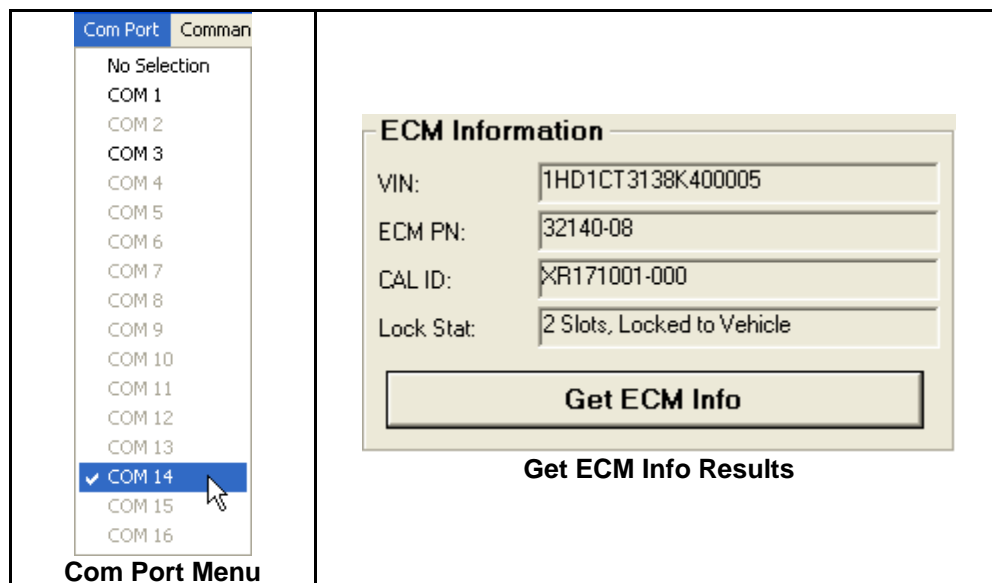 Com Port Comman
No Selection
COM 1
COM 2
COM 3
COM 4
COM 5
COM 6
COM 7
COM 8
COM 9
COM 10
COM 11
COM 12
COM 13
COM 14
COM 15
COM 16
Com Port Menu
ECM Information
VIN: 1HD1CT3138K400005
ECM PN: 32140-08
CAL ID: XR171001-000
Lock Stat: 2 Slots, Locked to Vehicle
Get ECM Info
Get ECM Info Results